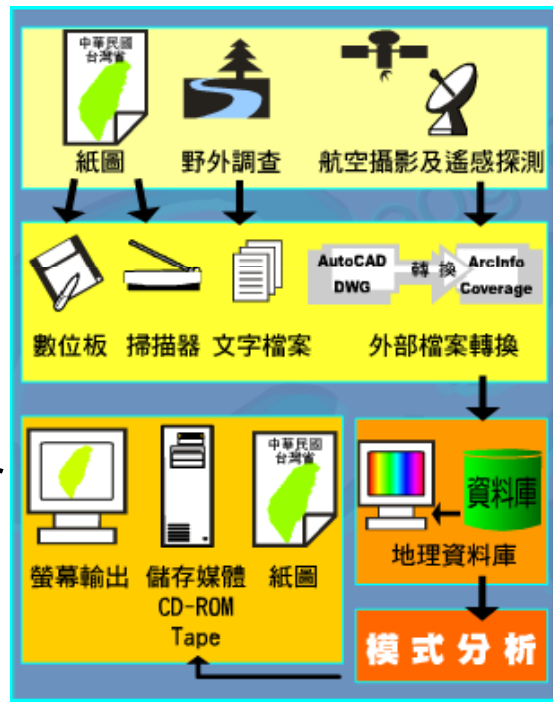 中華民國
台灣省
紙圖
野外調查
航空攝影及遙感探測
數位板
掃描器
文字檔案
AutoCAD
DWG
轉換
ArcInfo
Coverage
外部檔案轉換
中華民國
台灣省
螢幕輸出
儲存媒體
CD-ROM
Tape
紙圖
資料庫
地理資料庫
模式分析